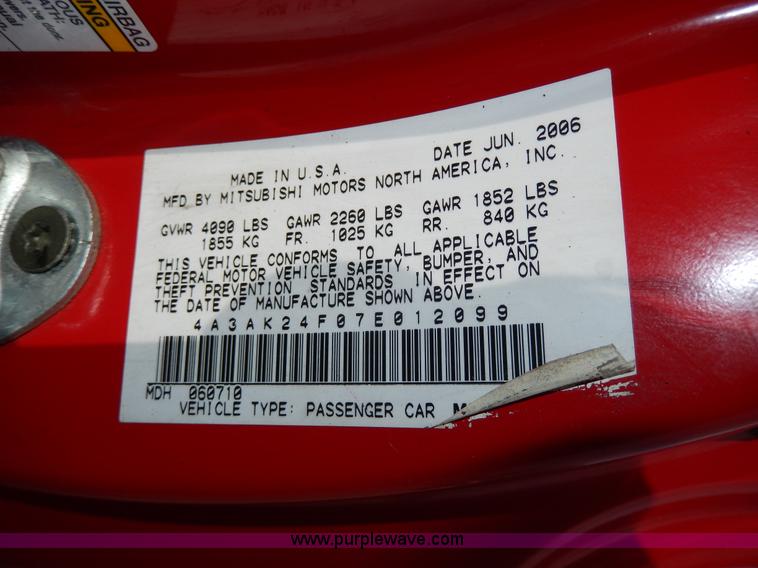 AIRBAG
MADE IN U.S.A. DATE JUN. 2006
MFD BY MITSUBISHI MOTORS NORTH AMERICA, INC.
GVWR 4090 LBS GAWR 2260 LBS GAWR 1852 LBS
1855 KG FR. 1025 KG RR. 840 KG
THIS VEHICLE CONFORMS TO ALL APPLICABLE
FEDERAL MOTOR VEHICLE SAFETY, BUMPER, AND
THEFT PREVENTION STANDARDS IN EFFECT ON
THE DATE OF MANUFACTURE SHOWN ABOVE.
4A3AK24F07E012099
MDH 060710
VEHICLE TYPE: PASSENGER CAR
www.purplewave.com